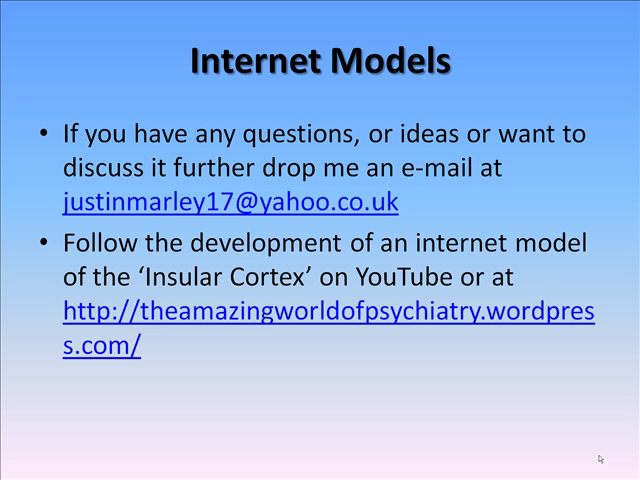 Internet Models
• If you have any questions, or ideas or want to
discuss it further drop me an e-mail at
justinmarley17@yahoo.co.uk
• Follow the development of an internet model
of the ‘Insular Cortex’ on YouTube or at
http://theamazingworldofpsychiatry.wordpres
s.com/